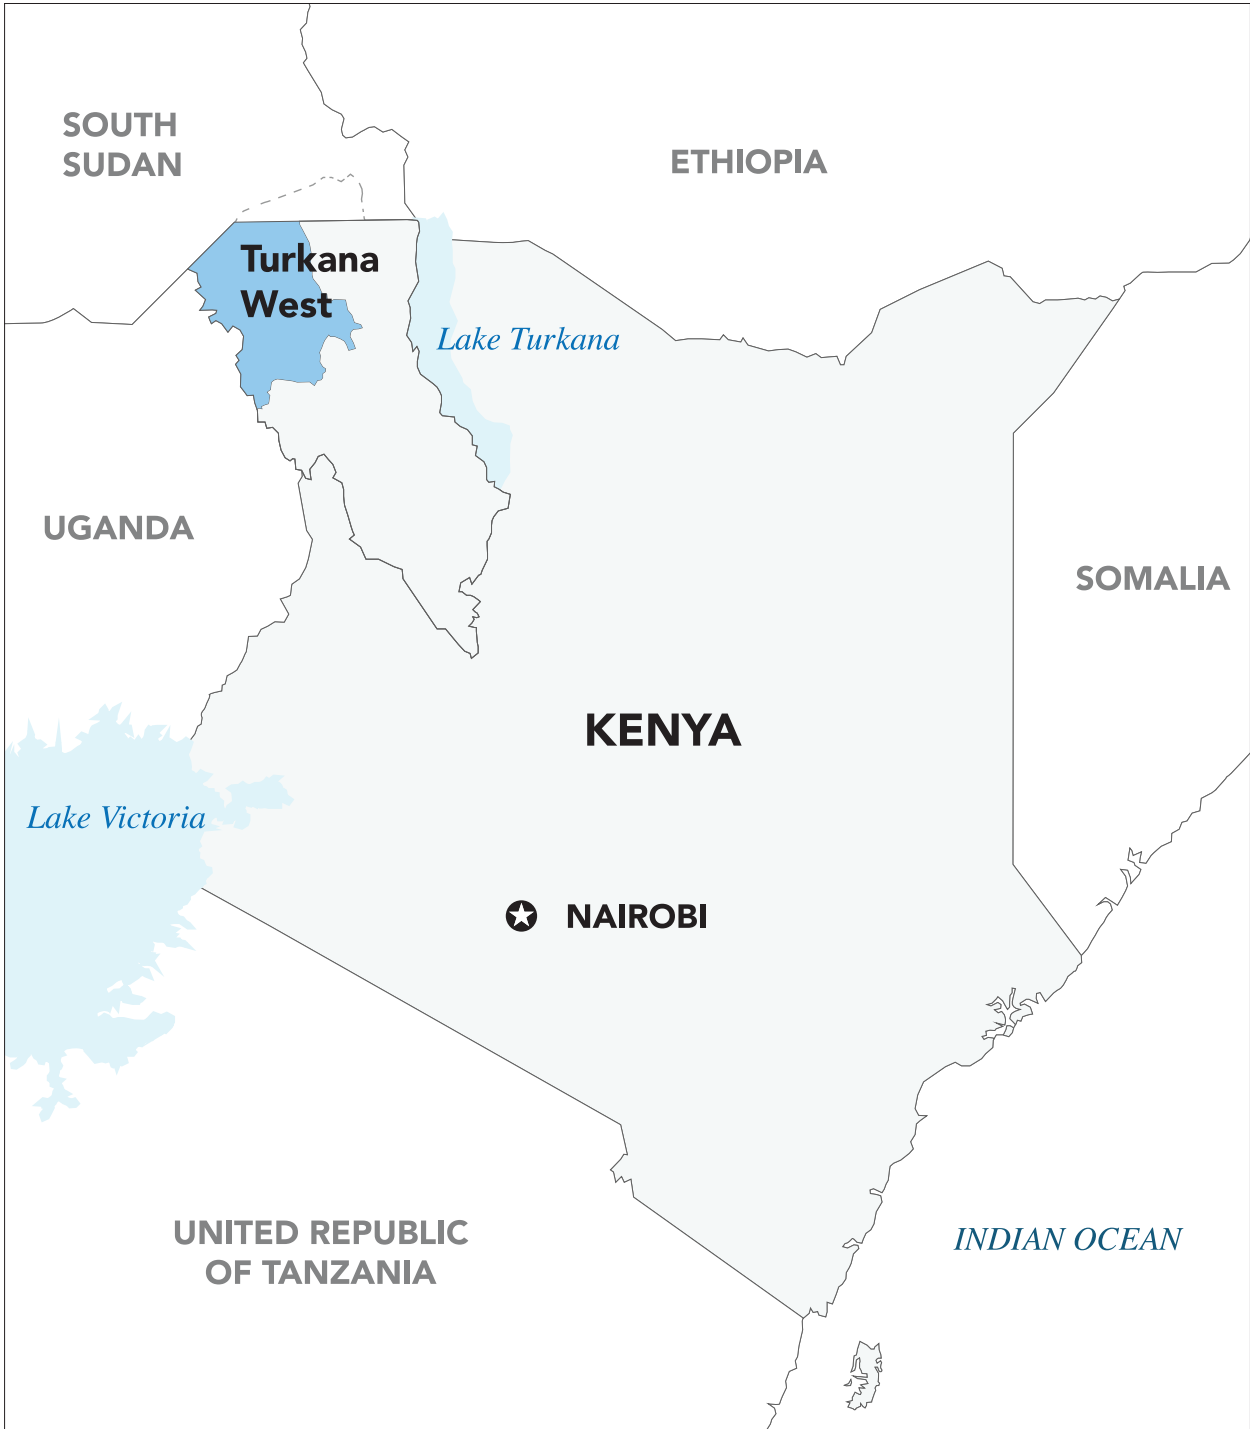 SOUTH
SUDAN
ETHIOPIA
Turkana
West
Lake Turkana
UGANDA
SOMALIA
KENYA
Lake Victoria
NAIROBI
UNITED REPUBLIC
OF TANZANIA
INDIAN OCEAN